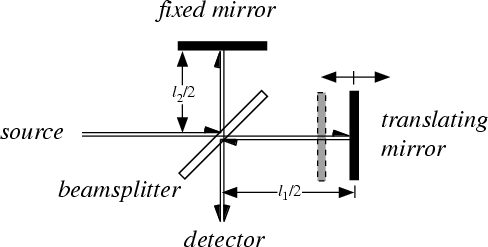 fixed mirror
l₂/2
source
translating
mirror
beamsplitter
l₁/2
detector